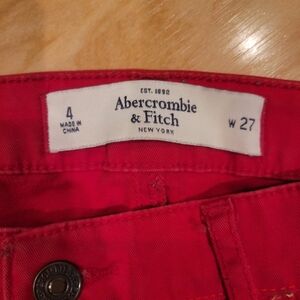 EST. 1892
Abercrombie
& Fitch
NEW YORK
4
MADE IN
CHINA
W 27